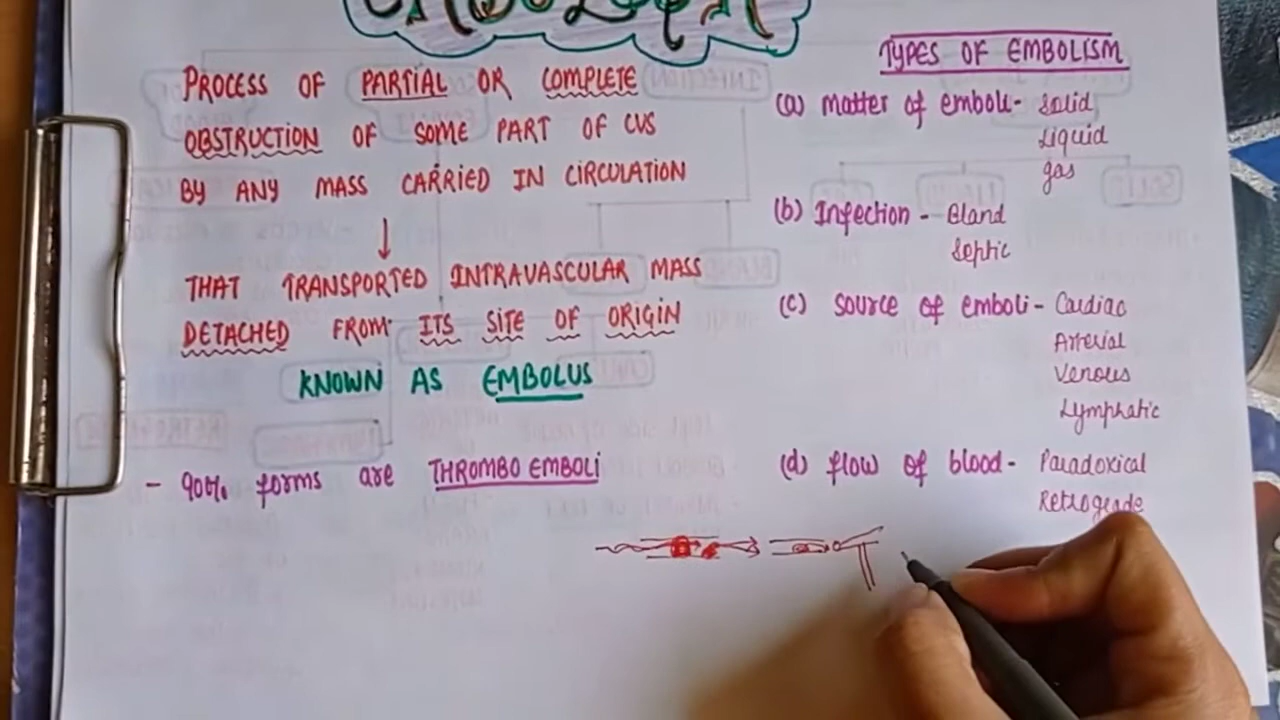 PROCESS OF PARTIAL OR COMPLETE
OBSTRUCTION OF SOME PART OF CVS
BY ANY MASS CARRIED IN CIRCULATION
↓
THAT TRANSPORTED INTRAVASCULAR MASS
DETACHED FROM ITS SITE OF ORIGIN
KNOWN AS EMBOLUS
- 90% forms are THROMBO EMBOLI
TYPES OF EMBOLISM
(a) matter of emboli - Solid
Liquid
gas
(b) Infection - Bland
Septic
(c) source of emboli - Cardiac
Arterial
Venous
Lymphatic
(d) flow of blood - Paradoxical
Retrograde